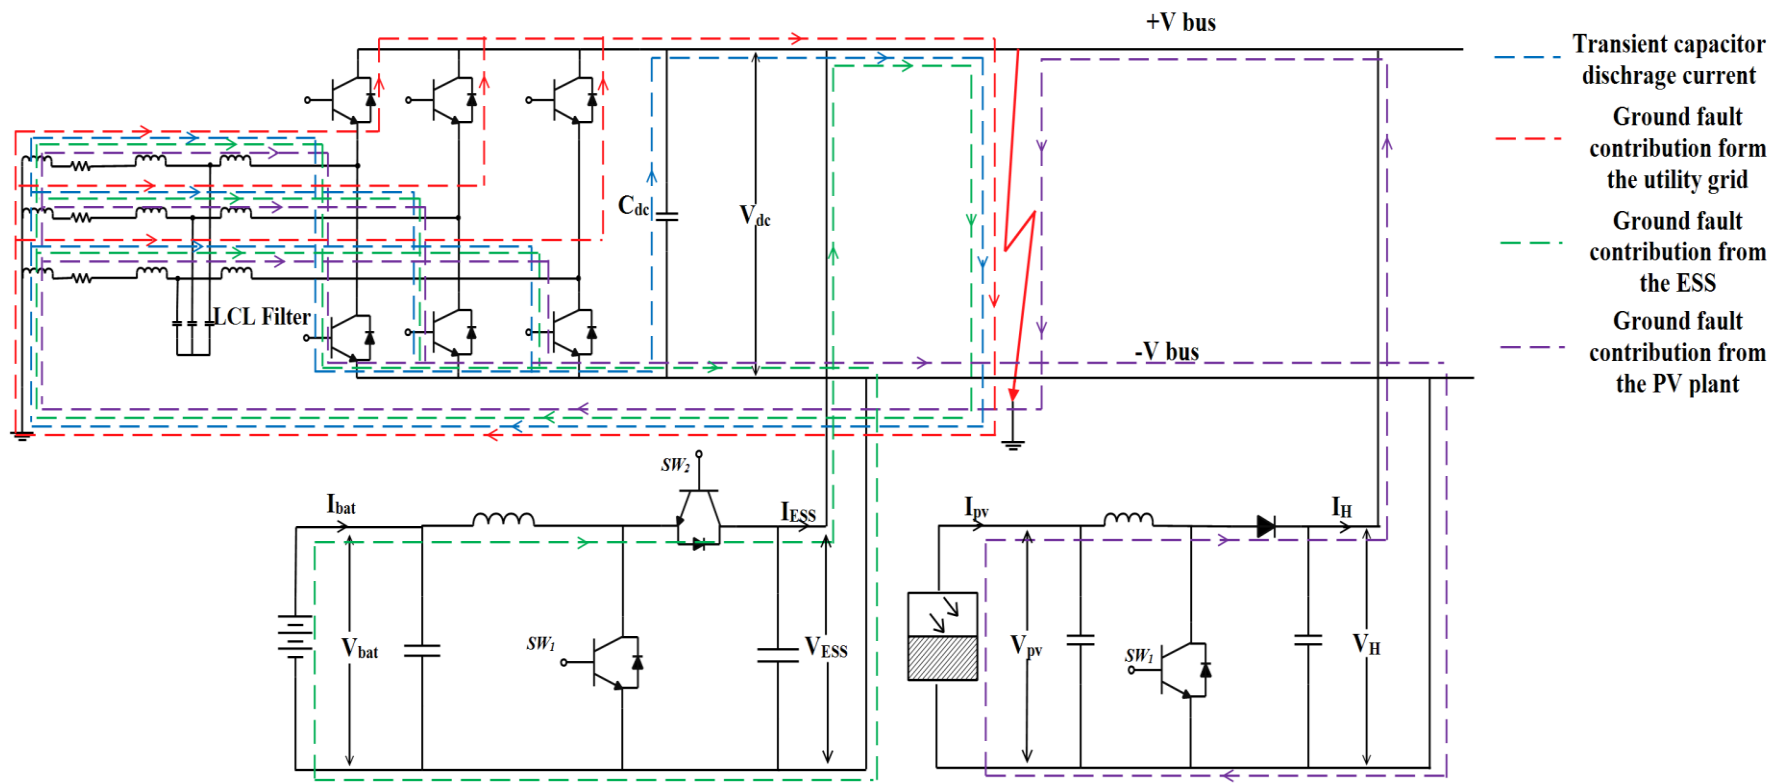 +V bus
Transient capacitor
dischrage current
Ground fault
contribution form
the utility grid
Ground fault
contribution from
the ESS
Ground fault
contribution from
the PV plant
Cdc
Vdc
LCL Filter
-V bus
SW2
Ibat
IESS
Ipv
IH
Vbat
SW1
VESS
Vpv
SW1
VH